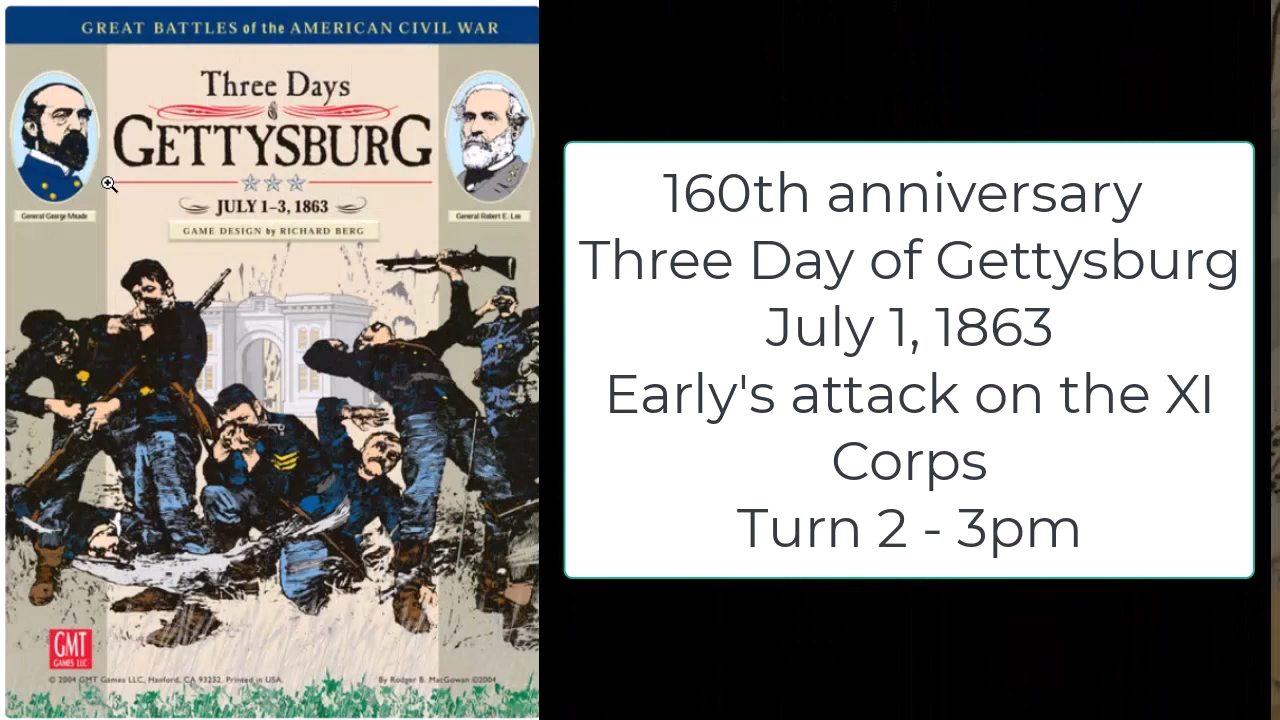 GREAT BATTLES of the AMERICAN CIVIL WAR
Three Days
of
GETTYSBURG
JULY 1–3, 1863
GAME DESIGN by RICHARD BERG
General George Meade
General Robert E. Lee
GMT
GAMES LLC
© 2004 GMT Games LLC, Hanford, CA 93232. Printed in USA.
By Rodger B. MacGowan ©2004
160th anniversary
Three Day of Gettysburg
July 1, 1863
Early's attack on the XI
Corps
Turn 2 - 3pm